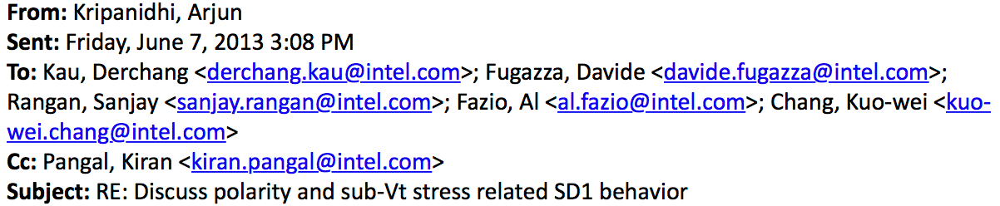 From: Kripanidhi, Arjun
Sent: Friday, June 7, 2013 3:08 PM
To: Kau, Derchang <derchang.kau@intel.com>; Fugazza, Davide <davide.fugazza@intel.com>;
Rangan, Sanjay <sanjay.rangan@intel.com>; Fazio, Al <al.fazio@intel.com>; Chang, Kuo-wei <kuo-
wei.chang@intel.com>
Cc: Pangal, Kiran <kiran.pangal@intel.com>
Subject: RE: Discuss polarity and sub-Vt stress related SD1 behavior